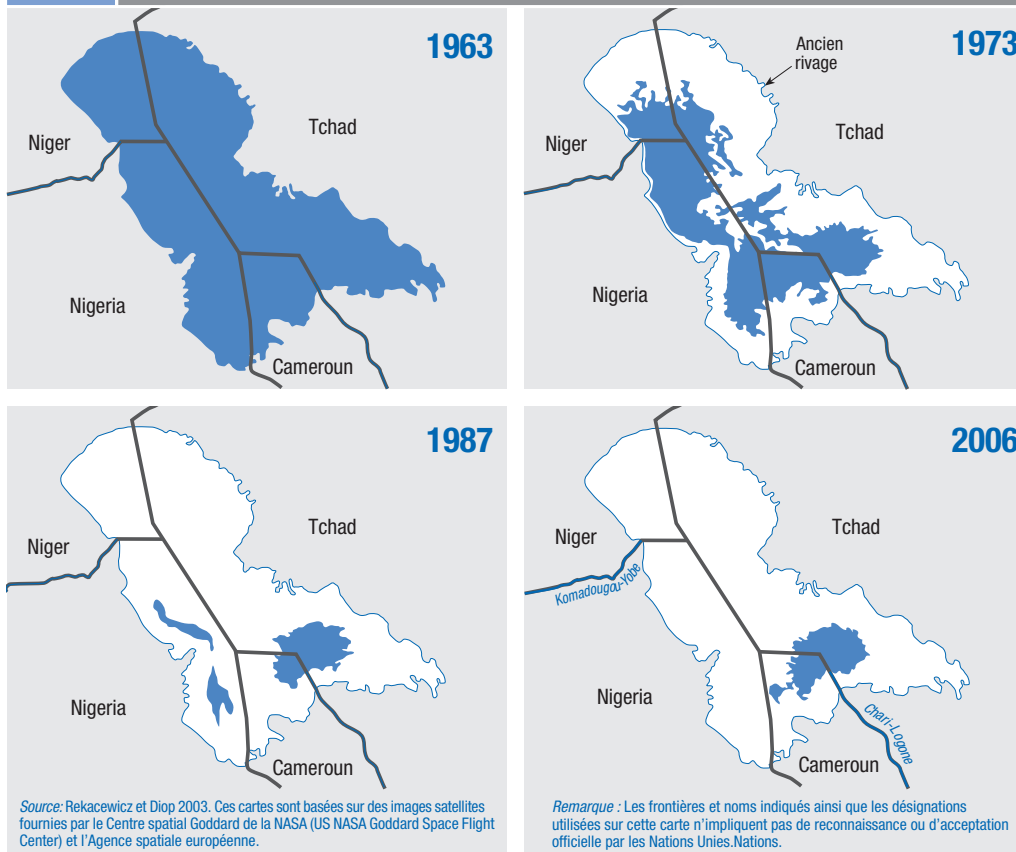 1963
Niger
Tchad
Nigeria
Cameroun
1973
Ancien
rivage
Niger
Tchad
Nigeria
Cameroun
1987
Niger
Tchad
Nigeria
Cameroun
Source: Rekacewicz et Diop 2003. Ces cartes sont basées sur des images satellites
fournies par le Centre spatial Goddard de la NASA (US NASA Goddard Space Flight
Center) et l'Agence spatiale européenne.
2006
Niger
Tchad
Komadougou-Yobe
Nigeria
Chari-Logone
Cameroun
Remarque : Les frontières et noms indiqués ainsi que les désignations
utilisées sur cette carte n'impliquent pas de reconnaissance ou d'acceptation
officielle par les Nations Unies.Nations.